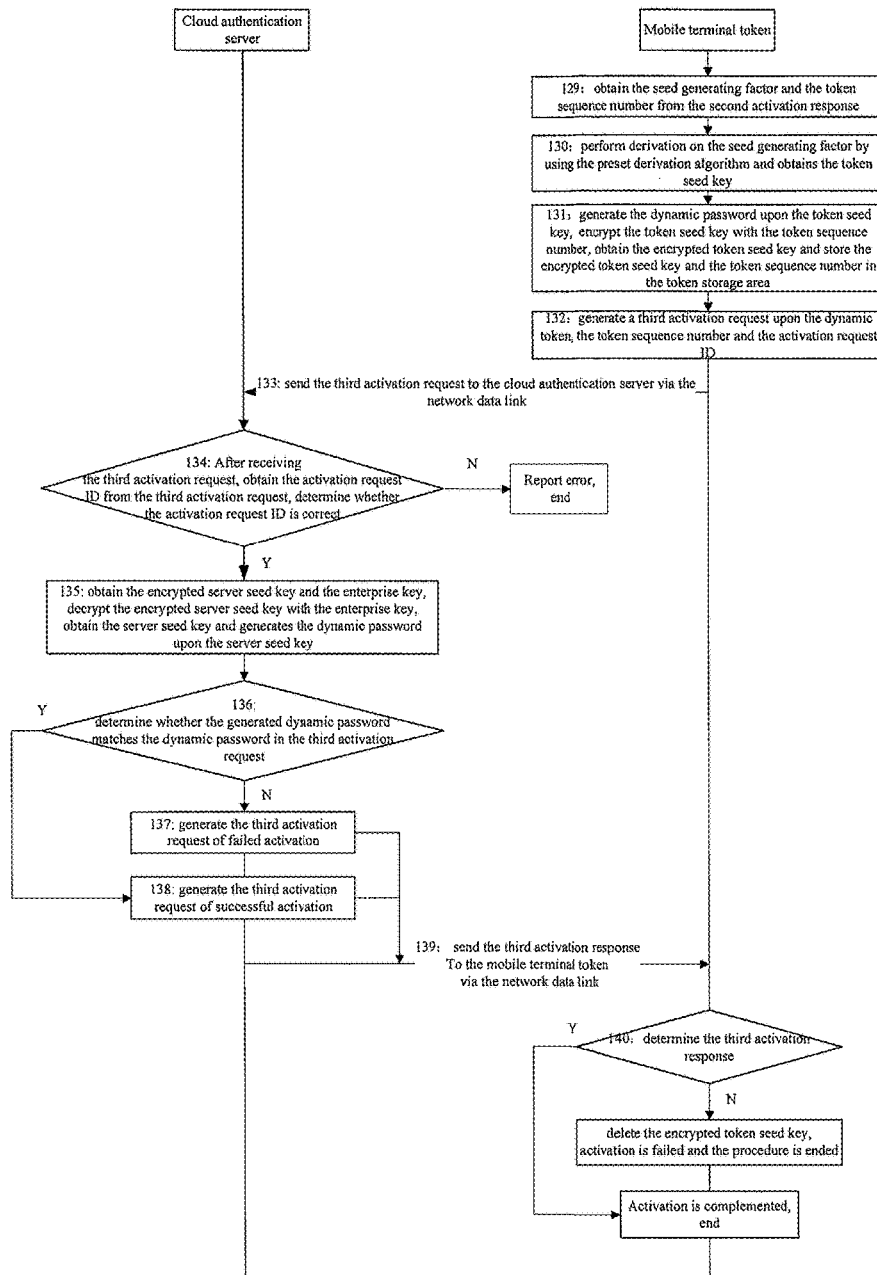 Cloud authentication
server
Mobile terminal token
129： obtain the seed generating factor and the token
sequence number from the second activation response
130: perform derivation on the seed generating factor by
using the preset derivation algorithm and obtains the token
seed key
131：generate the dynamic password upon the token seed
key, encrypt the token seed key with the token sequence
number, obtain the encrypted token seed key and store the
encrypted token seed key and the token sequence number in
the token storage area
132：generate a third activation request upon the dynamic
token, the token sequence number and the activation request
ID
133: send the third activation request to the cloud authentication server via the
network data link
134: After receiving
the third activation request, obtain the activation request
ID from the third activation request, determine whether
the activation request ID is correct
N
Report error,
end
Y
135: obtain the encrypted server seed key and the enterprise key,
decrypt the encrypted server seed key with the enterprise key,
obtain the server seed key and generates the dynamic password
upon the server seed key
Y
136:
determine whether the generated dynamic password
matches the dynamic password in the third activation
request
N
137: generate the third activation
request of failed activation
138: generate the third activation
request of successful activation
139： send the third activation response
To the mobile terminal token
via the network data link
Y
140：determine the third activation
response
N
delete the encrypted token seed key,
activation is failed and the procedure is ended
Activation is complemented,
end